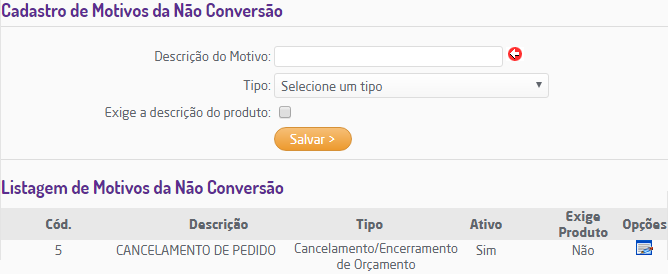 Cadastro de Motivos da Não Conversão
Descrição do Motivo:
Tipo: Selecione um tipo
Exige a descrição do produto:
Salvar >
Listagem de Motivos da Não Conversão
Cód. Descrição Tipo Ativo Exige Produto Opções
5 CANCELAMENTO DE PEDIDO Cancelamento/Encerramento de Orçamento Sim Não